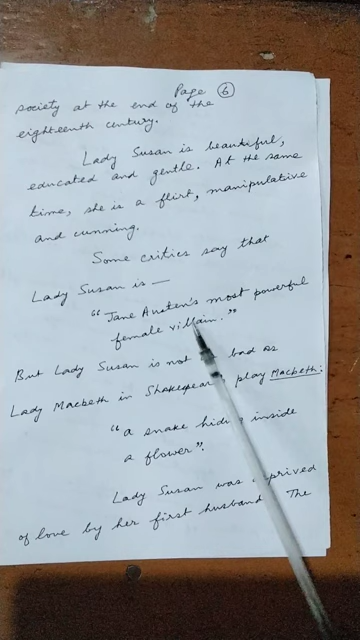 Page 6
society at the end of the
eighteenth century.
Lady Susan is beautiful,
educated and gentle. At the same
time, she is a flirt, manipulative
and cunning.
Some critics say that
Lady Susan is —
"Jane Austen's most powerful
female villain."
But Lady Susan is not bad as
Lady Macbeth in play Macbeth:
"a snake inside
a flower".
Lady Susan was
of love by her first husband The